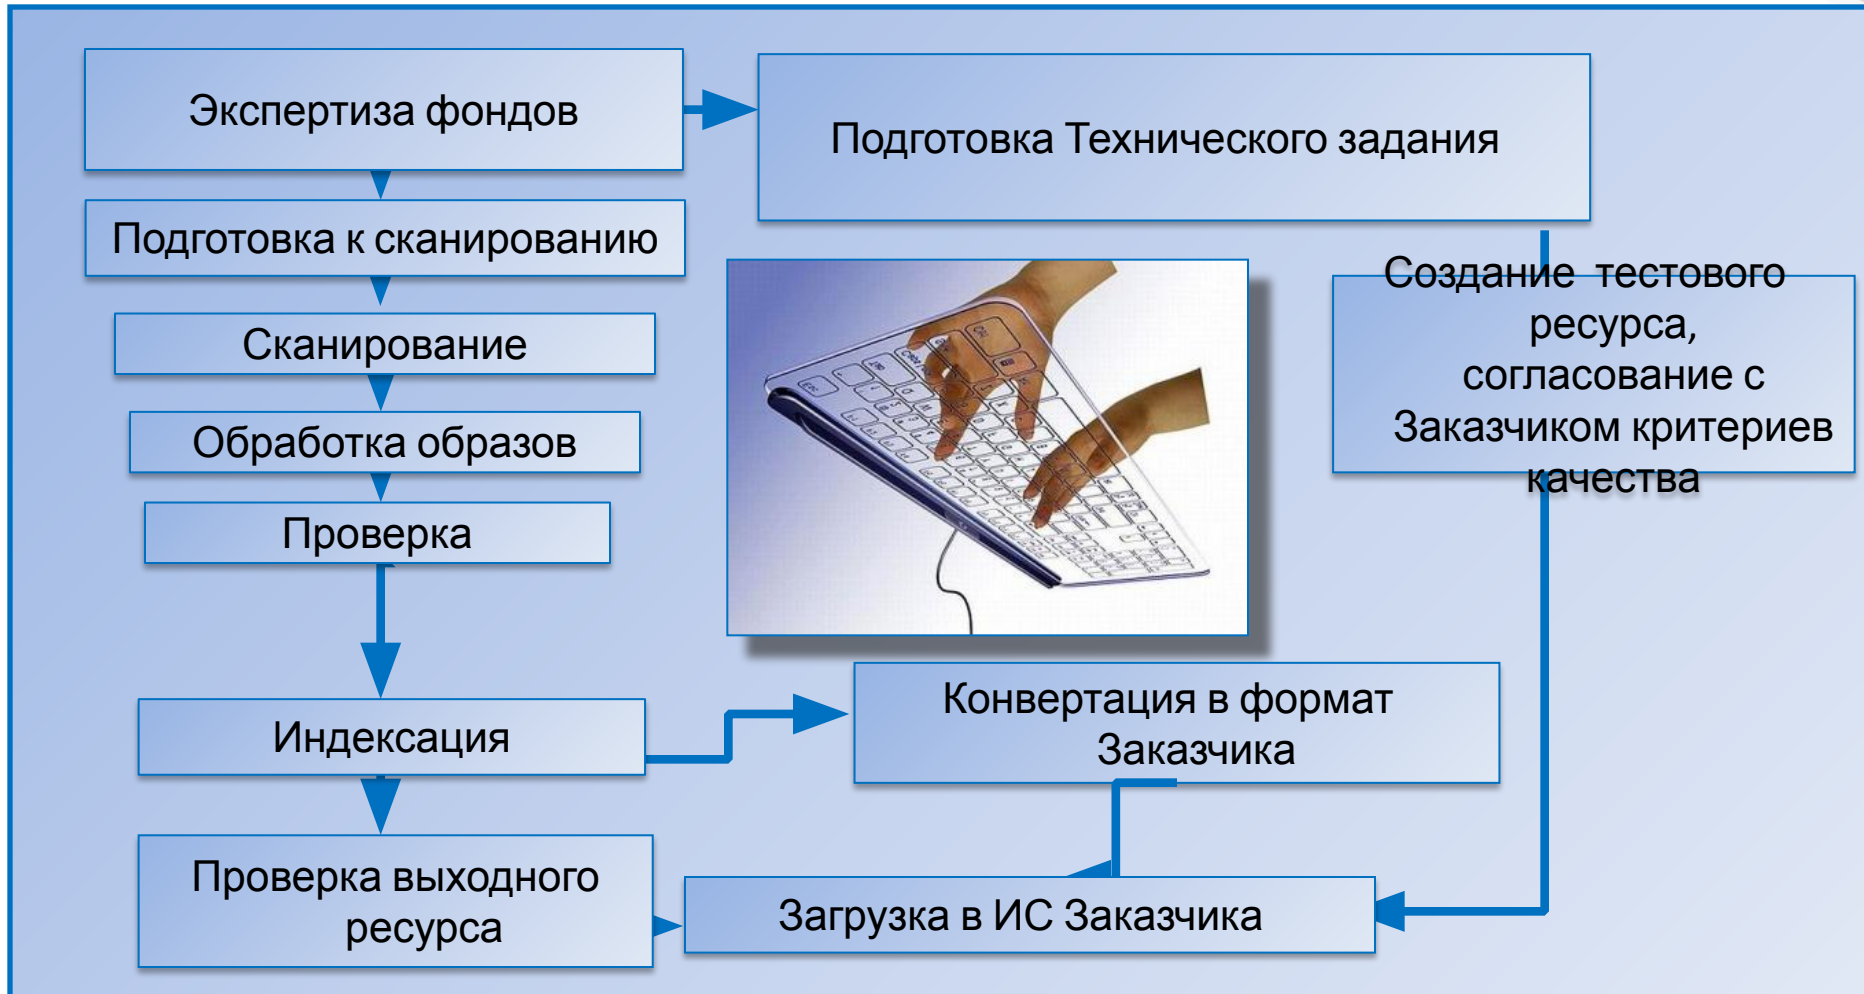 Экспертиза фондов
Подготовка Технического задания
Подготовка к сканированию
Создание тестового
ресурса,
согласование с
Заказчиком критериев
качества
Сканирование
Обработка образов
Проверка
Индексация
Конвертация в формат
Заказчика
Проверка выходного
ресурса
Загрузка в ИС Заказчика